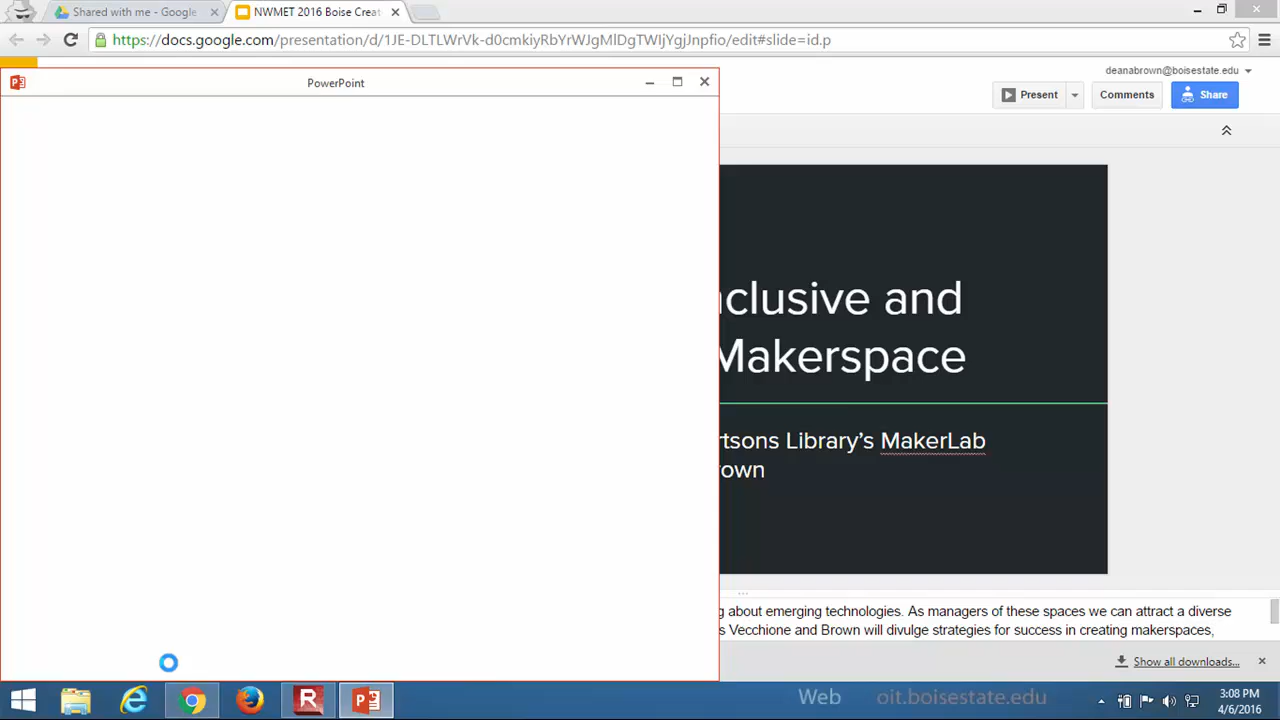 Shared with me - Google
NWMET 2016 Boise Creat
https://docs.google.com/presentation/d/1JE-DLTLWrVk-d0cmkiyRbYrWJgMlDgTWljYgjJnpfio/edit#slide=id.p
deanabrown@boisestate.edu
PowerPoint
Present
Comments
Share
nclusive and
Makerspace
rtsons Library's MakerLab
rown
g about emerging technologies. As managers of these spaces we can attract a diverse
s Vecchione and Brown will divulge strategies for success in creating makerspaces,
Show all downloads...
Web oit.boisestate.edu
3:08 PM
4/6/2016